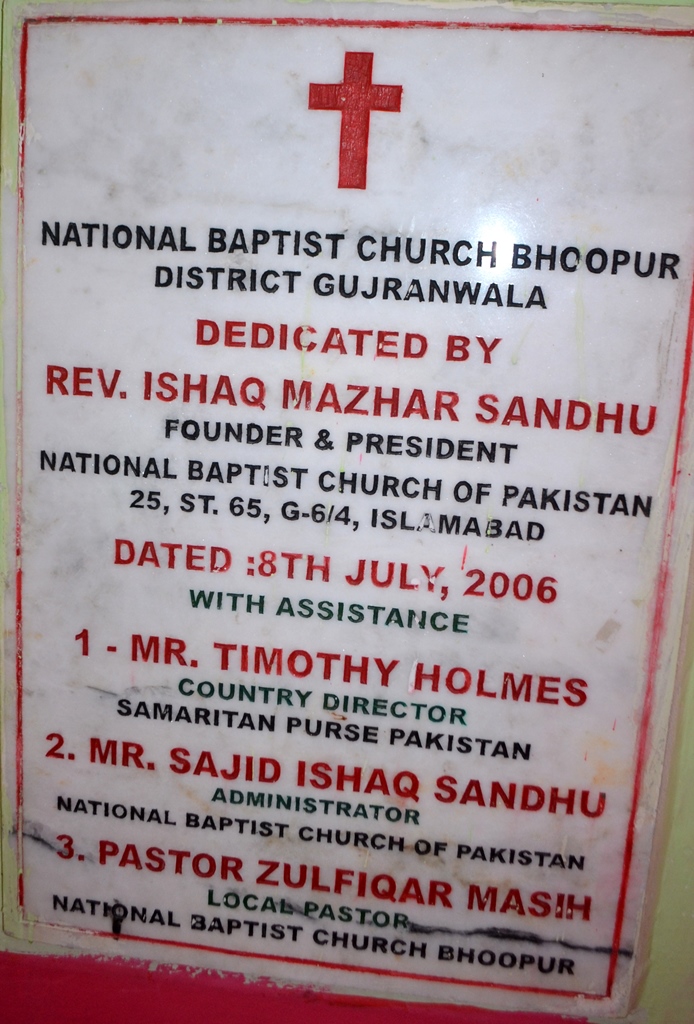 NATIONAL BAPTIST CHURCH BHOOPUR
DISTRICT GUJRANWALA
DEDICATED BY
REV. ISHAQ MAZHAR SANDHU
FOUNDER & PRESIDENT
NATIONAL BAPTIST CHURCH OF PAKISTAN
25, ST. 65, G-6/4, ISLAMABAD
DATED :8TH JULY, 2006
WITH ASSISTANCE
1 - MR. TIMOTHY HOLMES
COUNTRY DIRECTOR
SAMARITAN PURSE PAKISTAN
2. MR. SAJID ISHAQ SANDHU
ADMINISTRATOR
NATIONAL BAPTIST CHURCH OF PAKISTAN
3. PASTOR ZULFIQAR MASIH
LOCAL PASTOR
NATIONAL BAPTIST CHURCH BHOOPUR